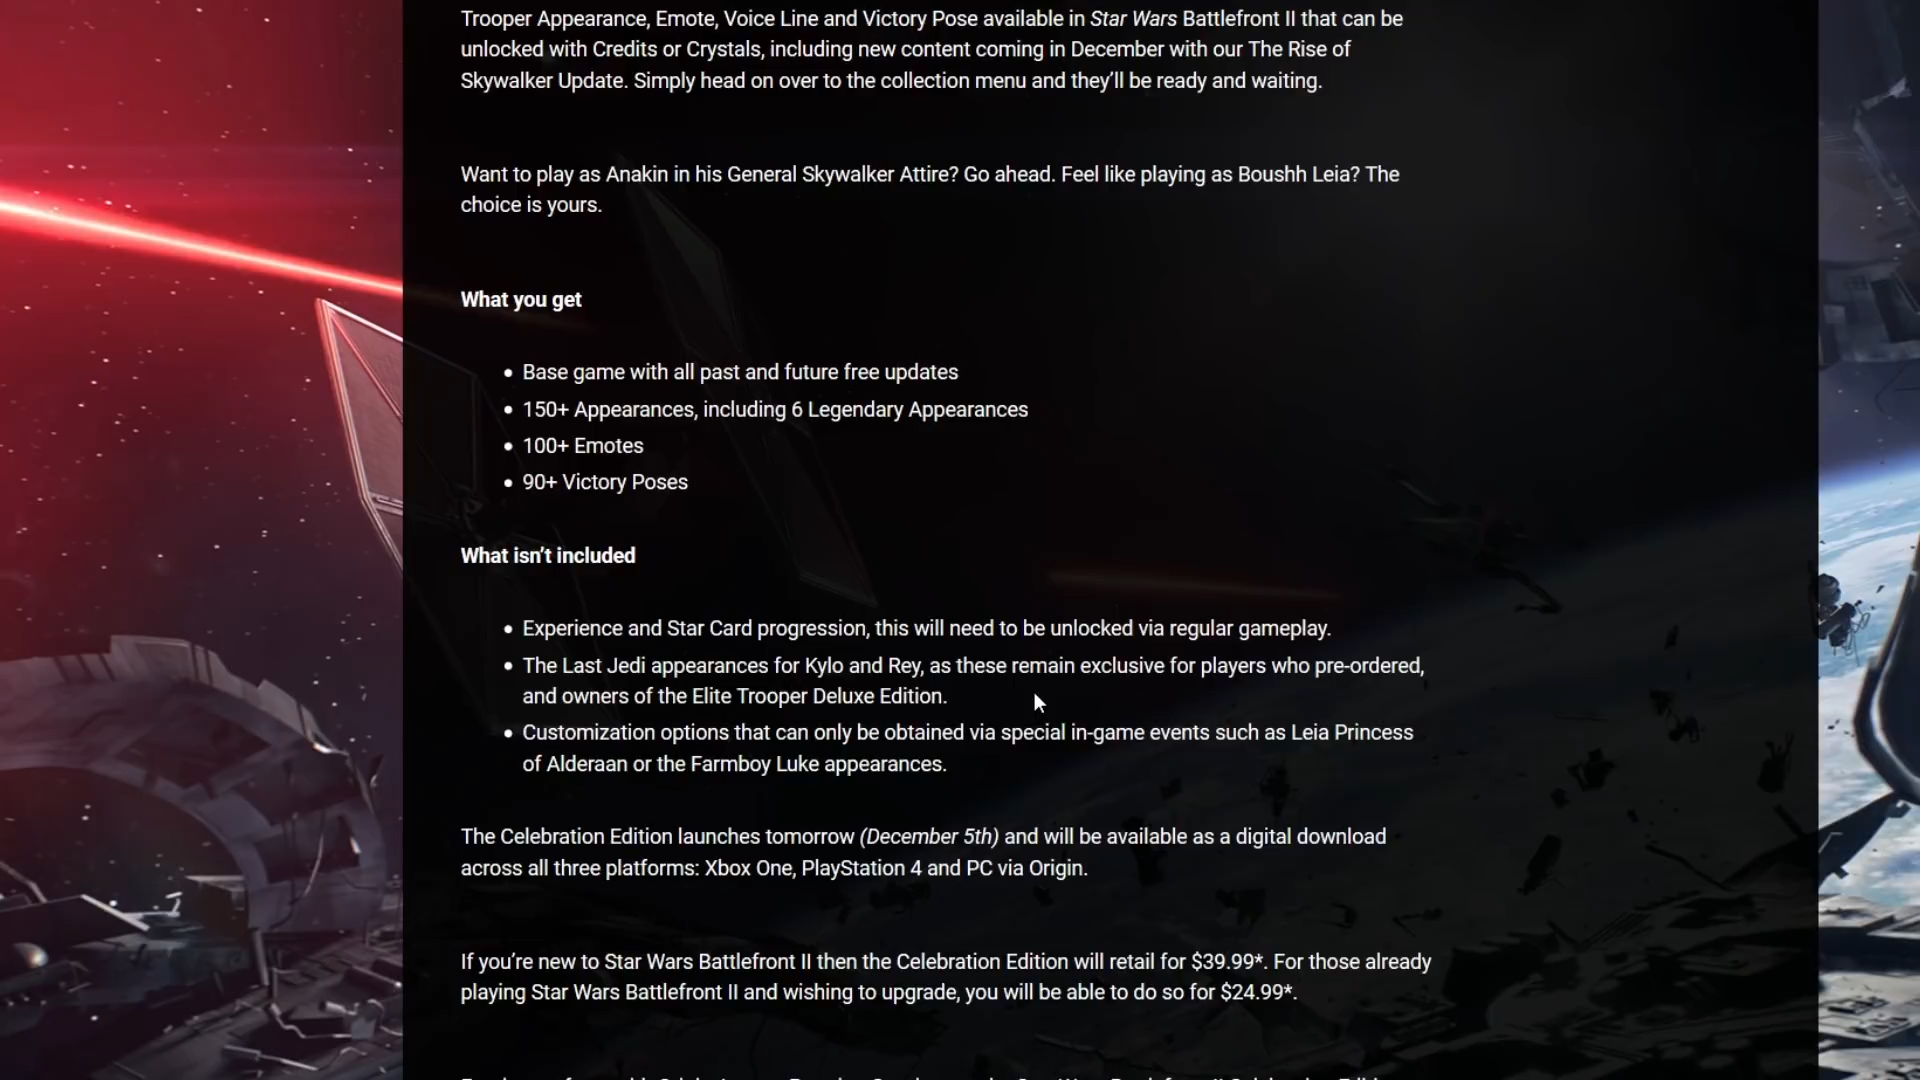 Trooper Appearance, Emote, Voice Line and Victory Pose available in Star Wars Battlefront II that can be
unlocked with Credits or Crystals, including new content coming in December with our The Rise of
Skywalker Update. Simply head on over to the collection menu and they'll be ready and waiting.
Want to play as Anakin in his General Skywalker Attire? Go ahead. Feel like playing as Boushh Leia? The
choice is yours.
What you get
• Base game with all past and future free updates
• 150+ Appearances, including 6 Legendary Appearances
• 100+ Emotes
• 90+ Victory Poses
What isn't included
• Experience and Star Card progression, this will need to be unlocked via regular gameplay.
• The Last Jedi appearances for Kylo and Rey, as these remain exclusive for players who pre-ordered,
and owners of the Elite Trooper Deluxe Edition.
• Customization options that can only be obtained via special in-game events such as Leia Princess
of Alderaan or the Farmboy Luke appearances.
The Celebration Edition launches tomorrow (December 5th) and will be available as a digital download
across all three platforms: Xbox One, PlayStation 4 and PC via Origin.
If you're new to Star Wars Battlefront II then the Celebration Edition will retail for $39.99*. For those already
playing Star Wars Battlefront II and wishing to upgrade, you will be able to do so for $24.99*.